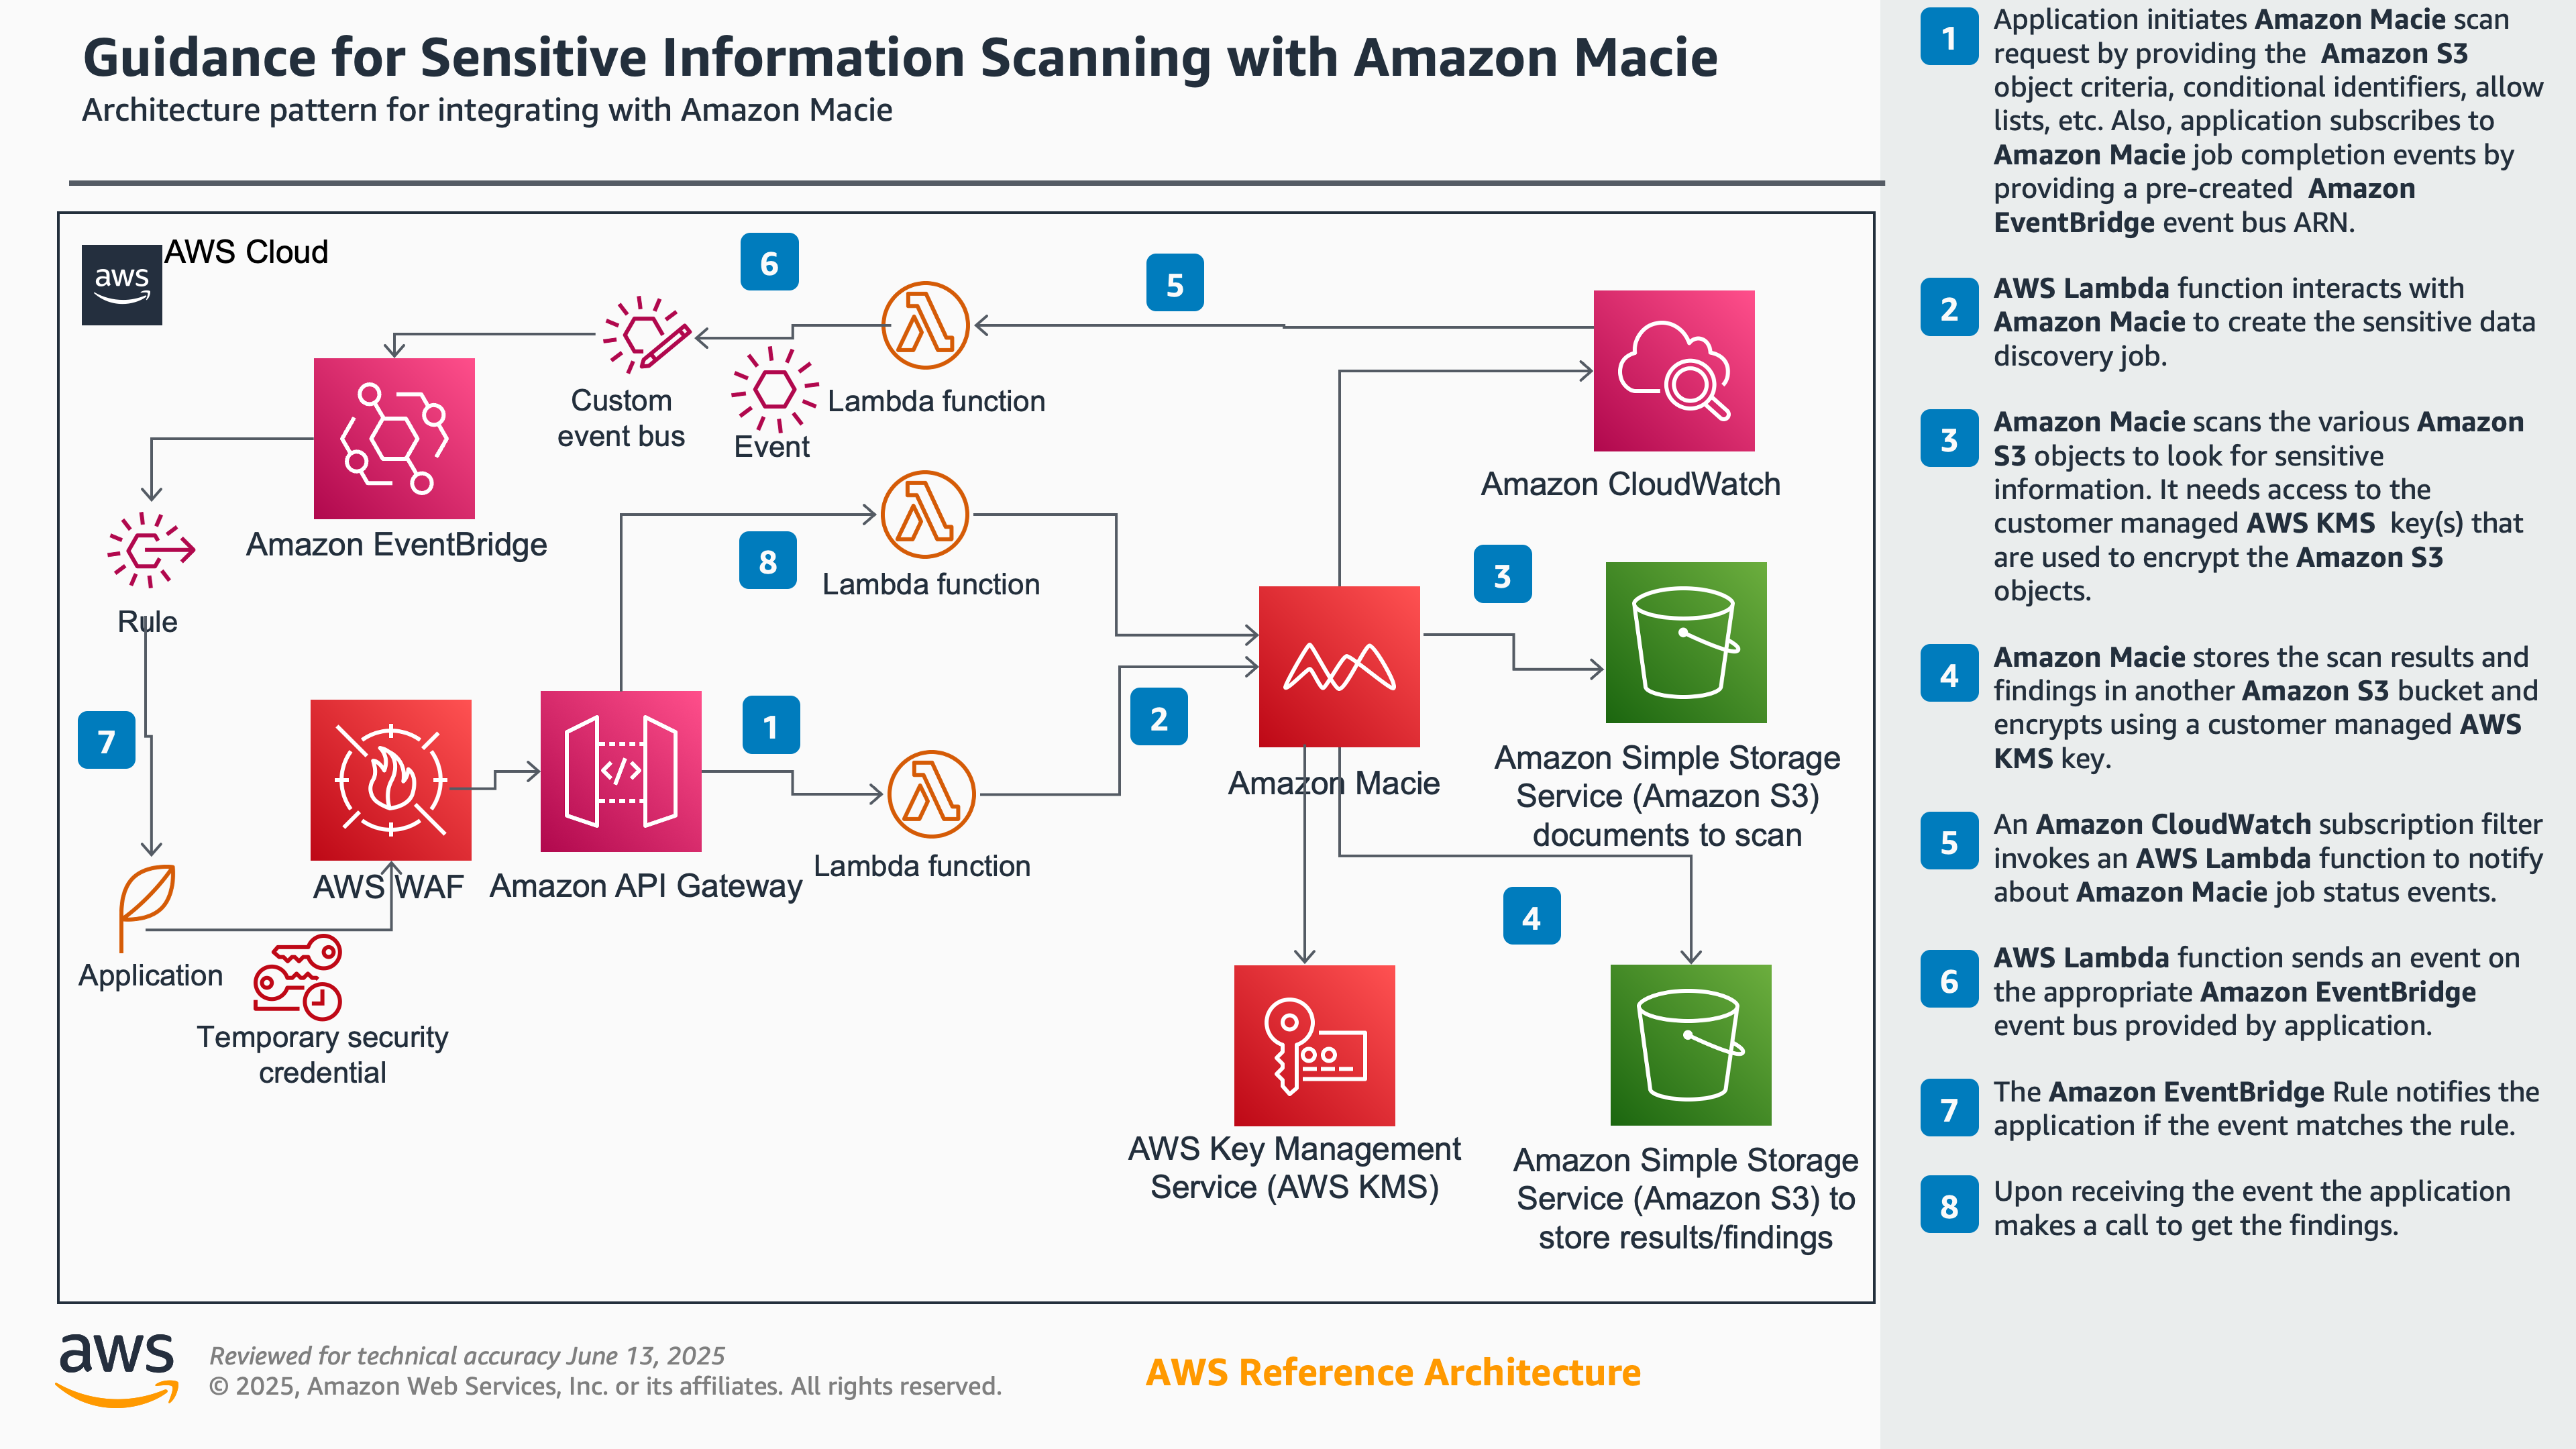 Guidance for Sensitive Information Scanning with Amazon Macie
Architecture pattern for integrating with Amazon Macie
aws
AWS Cloud
6
5
Custom
event bus
Event
Lambda function
Amazon CloudWatch
Amazon EventBridge
8
Lambda function
3
Rule
7
1
2
Amazon Macie
Amazon Simple Storage
Service (Amazon S3)
documents to scan
</>
AWS WAF
Amazon API Gateway
Lambda function
4
Application
Temporary security
credential
AWS Key Management
Service (AWS KMS)
Amazon Simple Storage
Service (Amazon S3) to
store results/findings
1
Application initiates Amazon Macie scan
request by providing the Amazon S3
object criteria, conditional identifiers, allow
lists, etc. Also, application subscribes to
Amazon Macie job completion events by
providing a pre-created Amazon
EventBridge event bus ARN.
2
AWS Lambda function interacts with
Amazon Macie to create the sensitive data
discovery job.
3
Amazon Macie scans the various Amazon
S3 objects to look for sensitive
information. It needs access to the
customer managed AWS KMS key(s) that
are used to encrypt the Amazon S3
objects.
4
Amazon Macie stores the scan results and
findings in another Amazon S3 bucket and
encrypts using a customer managed AWS
KMS key.
5
An Amazon CloudWatch subscription filter
invokes an AWS Lambda function to notify
about Amazon Macie job status events.
6
AWS Lambda function sends an event on
the appropriate Amazon EventBridge
event bus provided by application.
7
The Amazon EventBridge Rule notifies the
application if the event matches the rule.
8
Upon receiving the event the application
makes a call to get the findings.
aws
Reviewed for technical accuracy June 13, 2025
© 2025, Amazon Web Services, Inc. or its affiliates. All rights reserved.
AWS Reference Architecture